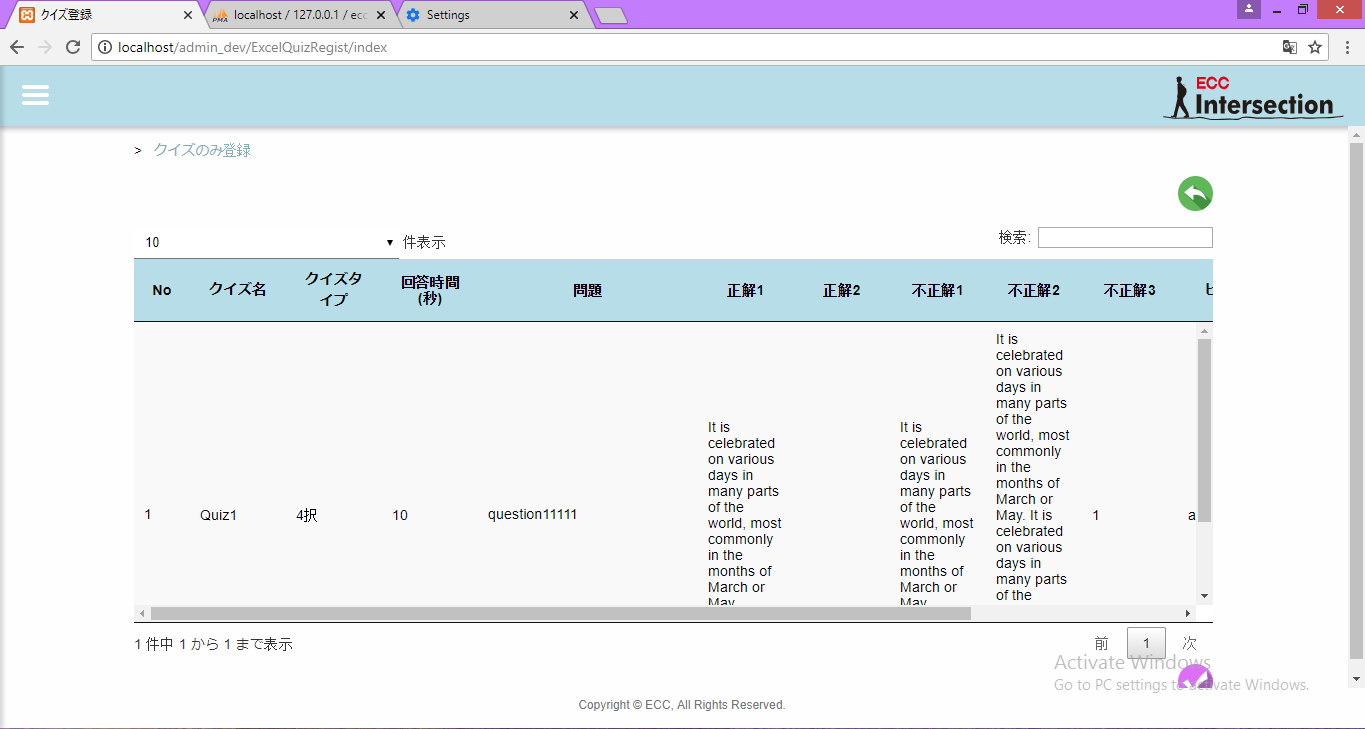 クイズ登録
localhost / 127.0.0.1 / ecc
Settings
localhost/admin_dev/ExcelQuizRegist/index
ECC
Intersection
> クイズのみ登録
10 件表示
検索:
No クイズ名 クイズタ 回答時間 問題 正解1 正解2 不正解1 不正解2 不正解3
イプ (秒)
1 Quiz1 4択 10 question11111
It is
celebrated
on various
days in
many parts
of the
world, most
commonly
in the
months of
March or
May
It is
celebrated
on various
days in
many parts
of the
world, most
commonly
in the
months of
March or
May
It is
celebrated
on various
days in
many parts
of the
world, most
commonly
in the
months of
March or
May. It is
celebrated
on various
days in
many parts
of the
1
a
1 件中 1 から 1 まで表示
前 1 次
Activate Windows
Go to PC settings to activate Windows.
Copyright © ECC, All Rights Reserved.